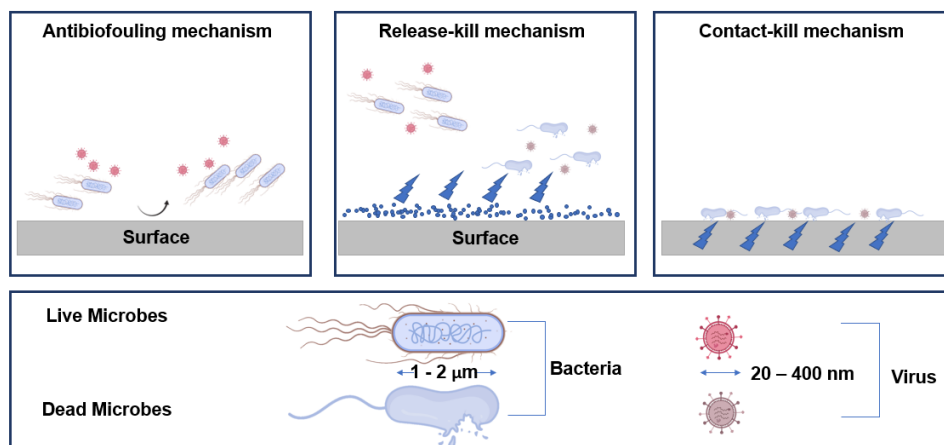 Antibiofouling mechanism
Surface
Release-kill mechanism
Surface
Contact-kill mechanism
Live Microbes
1 - 2 μm
Dead Microbes
Bacteria
20 – 400 nm
Virus